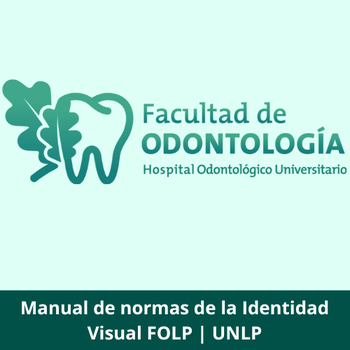 Facultad de
ODONTOLOGÍA
Hospital Odontológico Universitario
Manual de normas de la Identidad
Visual FOLP | UNLP